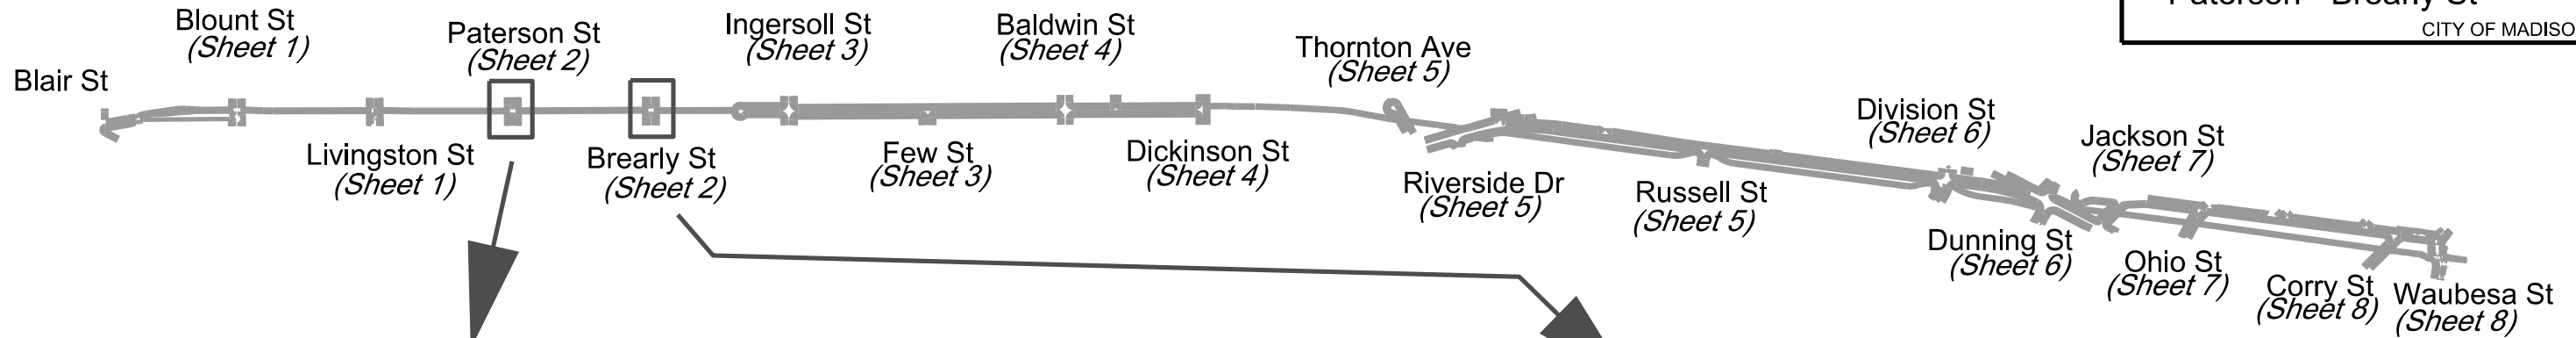 Blount St
(Sheet 1)
Paterson St
(Sheet 2)
Ingersoll St
(Sheet 3)
Baldwin St
(Sheet 4)
Thornton Ave
(Sheet 5)
Paterson - Brearly St
CITY OF MADISO
Blair St
Division St
(Sheet 6)
Jackson St
(Sheet 7)
Livingston St
(Sheet 1)
Brearly St
(Sheet 2)
Few St
(Sheet 3)
Dickinson St
(Sheet 4)
Riverside Dr
(Sheet 5)
Russell St
(Sheet 5)
Dunning St
(Sheet 6)
Ohio St
(Sheet 7)
Corry St
(Sheet 8)
Waubesa St
(Sheet 8)